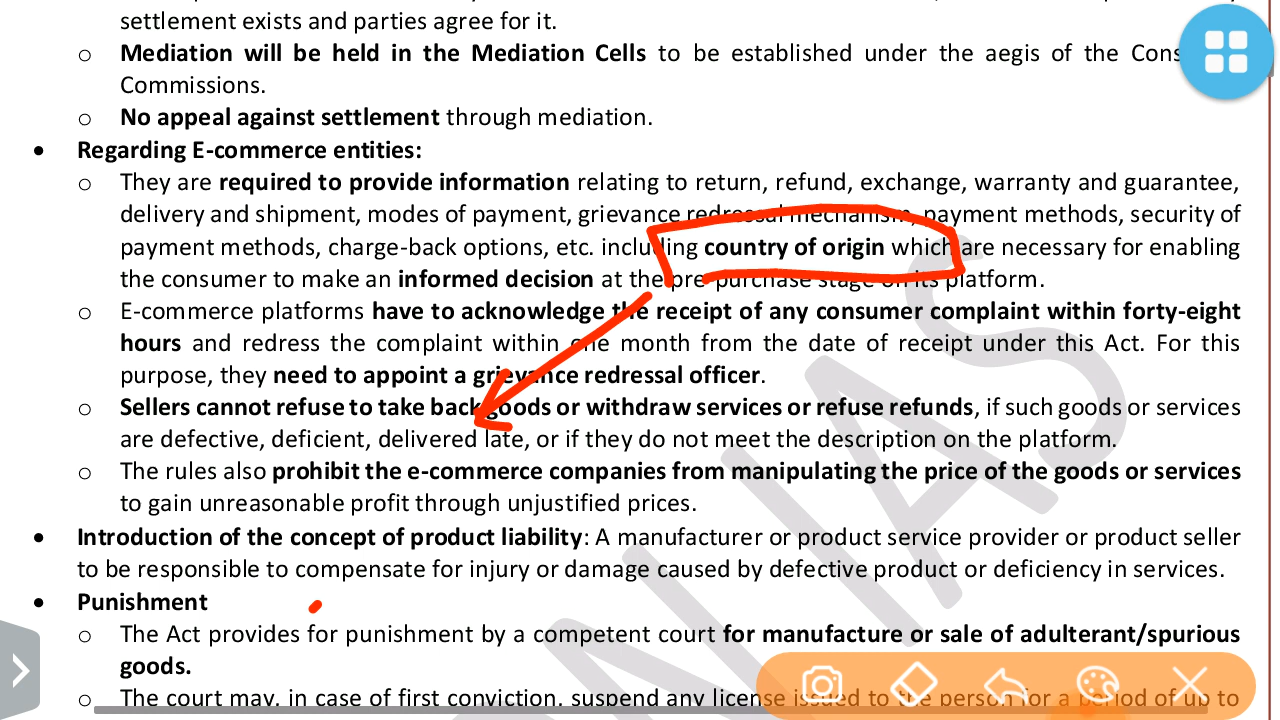 settlement exists and parties agree for it.
o Mediation will be held in the Mediation Cells to be established under the aegis of the
Commissions.
o No appeal against settlement through mediation.
• Regarding E-commerce entities:
o They are required to provide information relating to return, refund, exchange, warranty and guarantee,
delivery and shipment, modes of payment, grievance redressal mechanism, payment methods, security of
payment methods, charge-back options, etc. including country of origin which are necessary for enabling
the consumer to make an informed decision at the pre-purchase stage on its platform.
o E-commerce platforms have to acknowledge the receipt of any consumer complaint within forty-eight
hours and redress the complaint within one month from the date of receipt under this Act. For this
purpose, they need to appoint a grievance redressal officer.
o Sellers cannot refuse to take back goods or withdraw services or refuse refunds, if such goods or services
are defective, deficient, delivered late, or if they do not meet the description on the platform.
o The rules also prohibit the e-commerce companies from manipulating the price of the goods or services
to gain unreasonable profit through unjustified prices.
• Introduction of the concept of product liability: A manufacturer or product service provider or product seller
to be responsible to compensate for injury or damage caused by defective product or deficiency in services.
• Punishment
o The Act provides for punishment by a competent court for manufacture or sale of adulterant/spurious
goods.
o The court may, in case of first conviction, suspend any license issued to the person for a period of up to